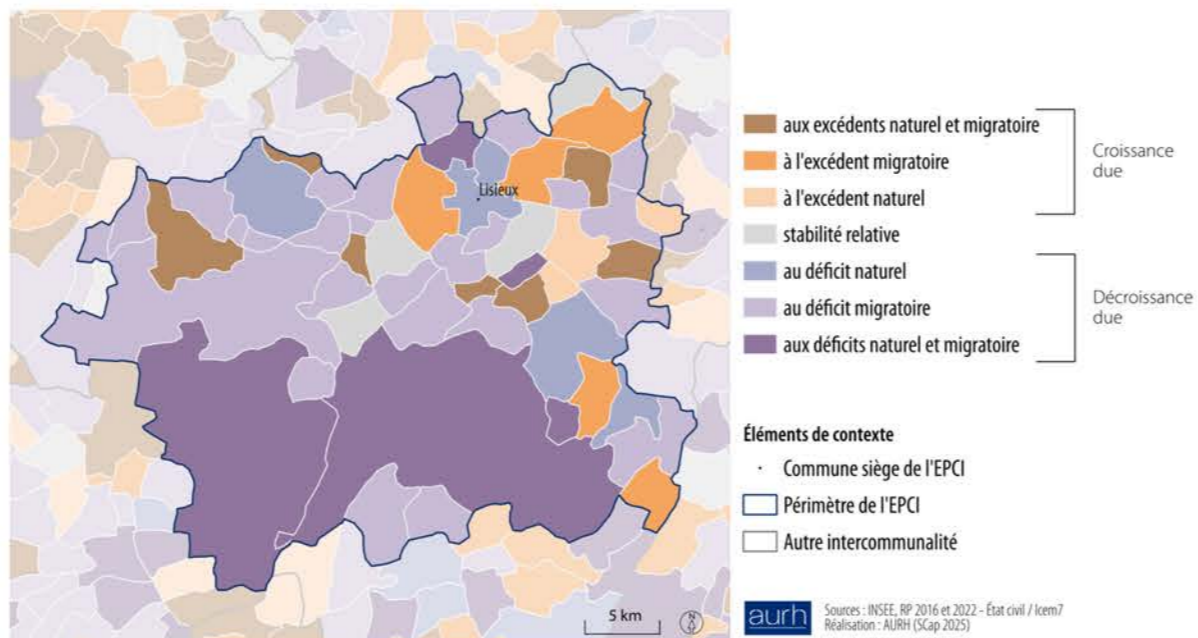 Lisieux
5 km
N
aux excédents naturel et migratoire
à l'excédent migratoire
à l'excédent naturel
stabilité relative
au déficit naturel
au déficit migratoire
aux déficits naturel et migratoire
Croissance
due
Décroissance
due
Éléments de contexte
Commune siège de l'EPCI
Périmètre de l'EPCI
Autre intercommunalité
aurh
Sources : INSEE, RP 2016 et 2022 - État civil / Icem7
Réalisation : AURH (SCap 2025)